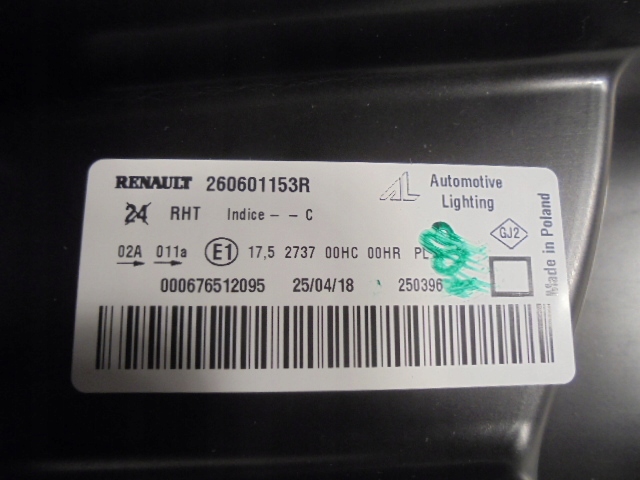 RENAULT 260601153R
AL Automotive
Lighting
24 RHT Indice - - C
GJ2
02A 011a E1 17,5 2737 00HC 00HR PL
000676512095 25/04/18 250396
Made in Poland